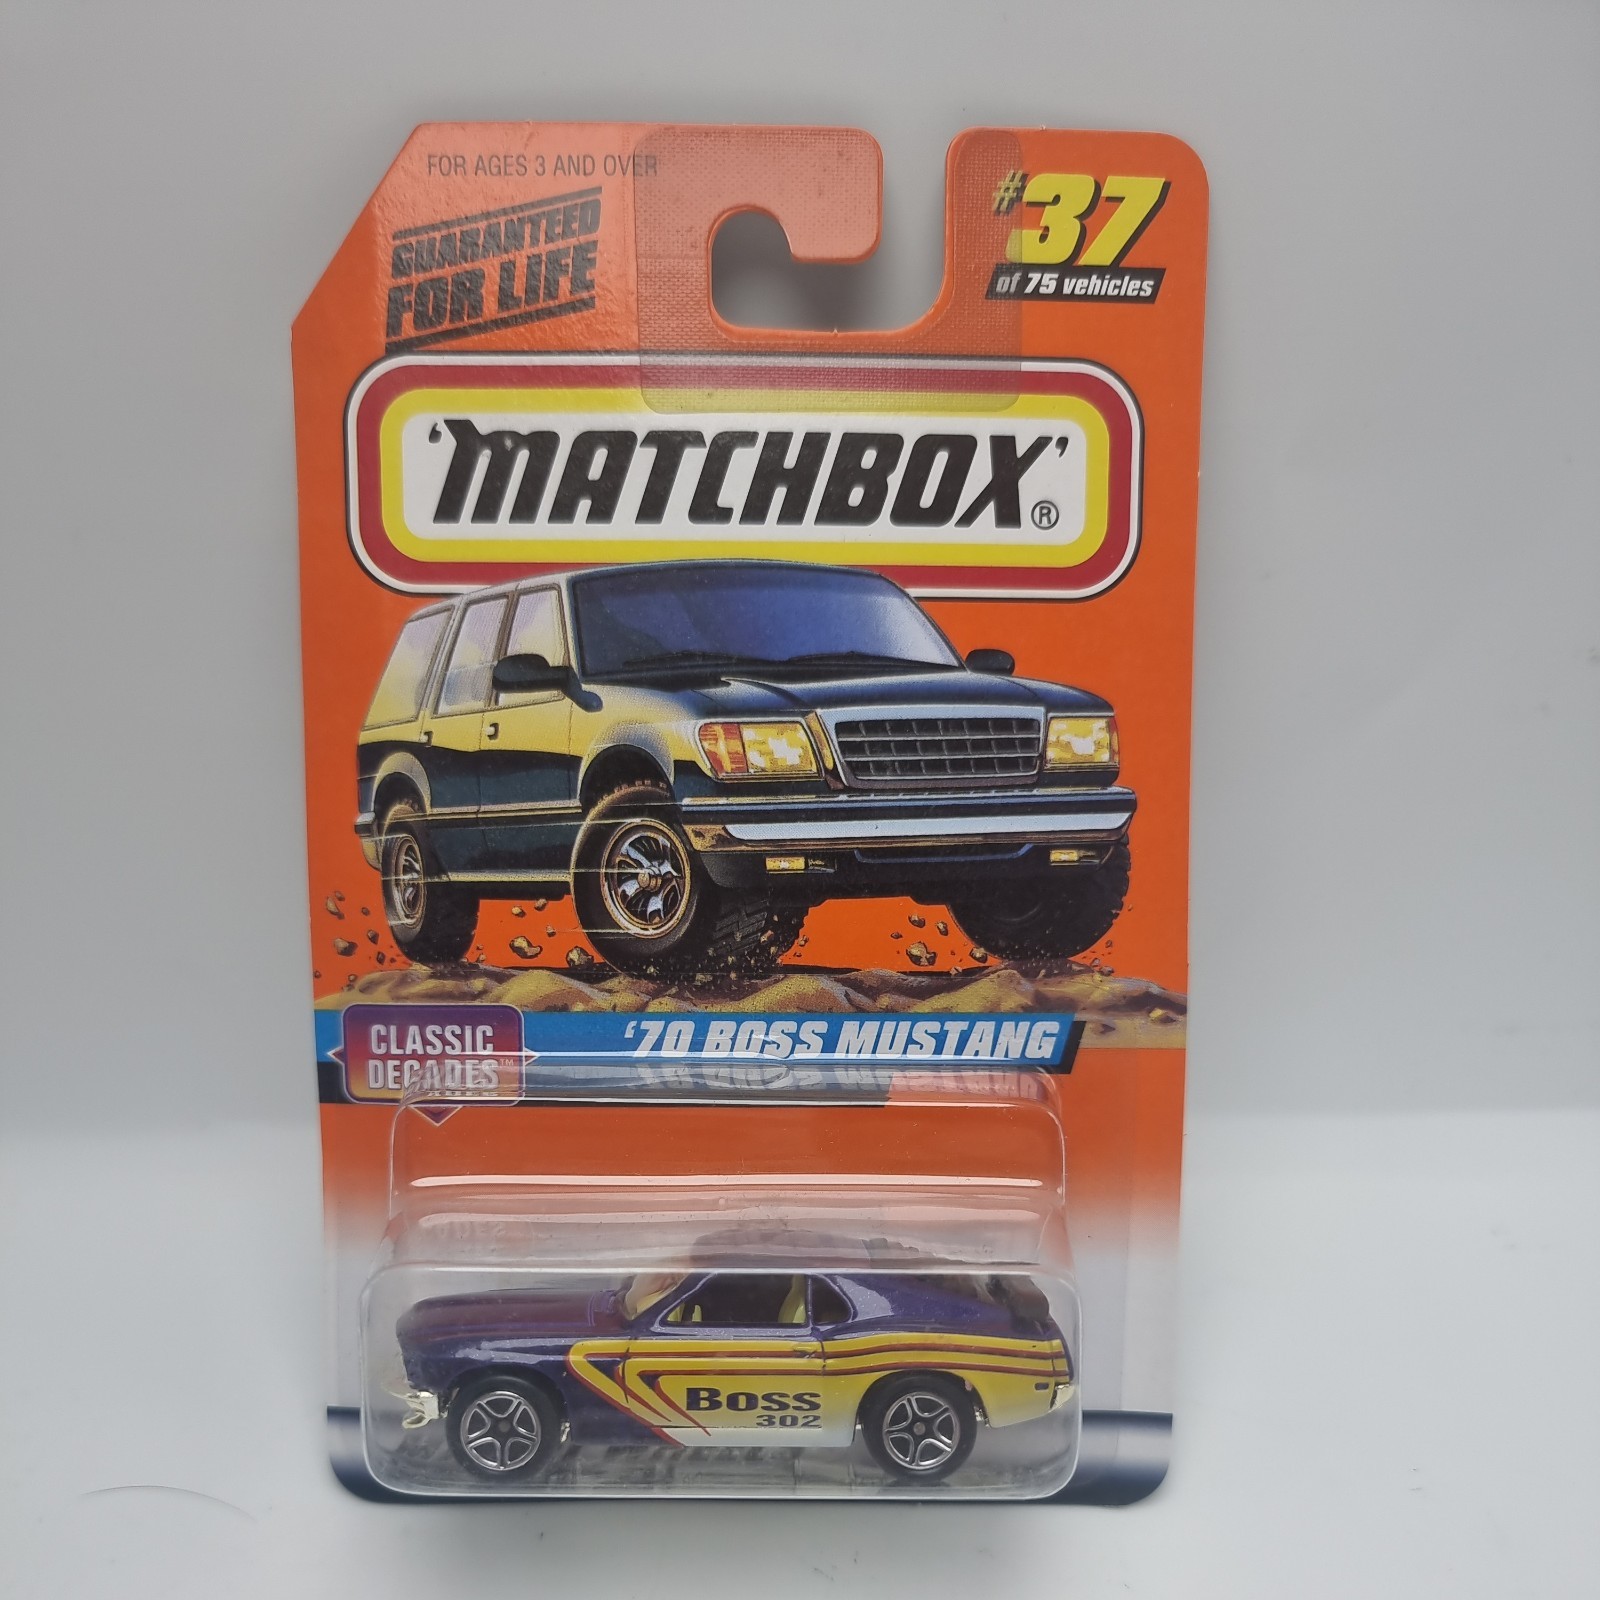 FOR AGES 3 AND OVER
GUARANTEED
FOR LIFE
#37
of 75 vehicles
'MATCHBOX'®
CLASSIC
DECADES™
'70 BOSS MUSTANG
BOSS
302